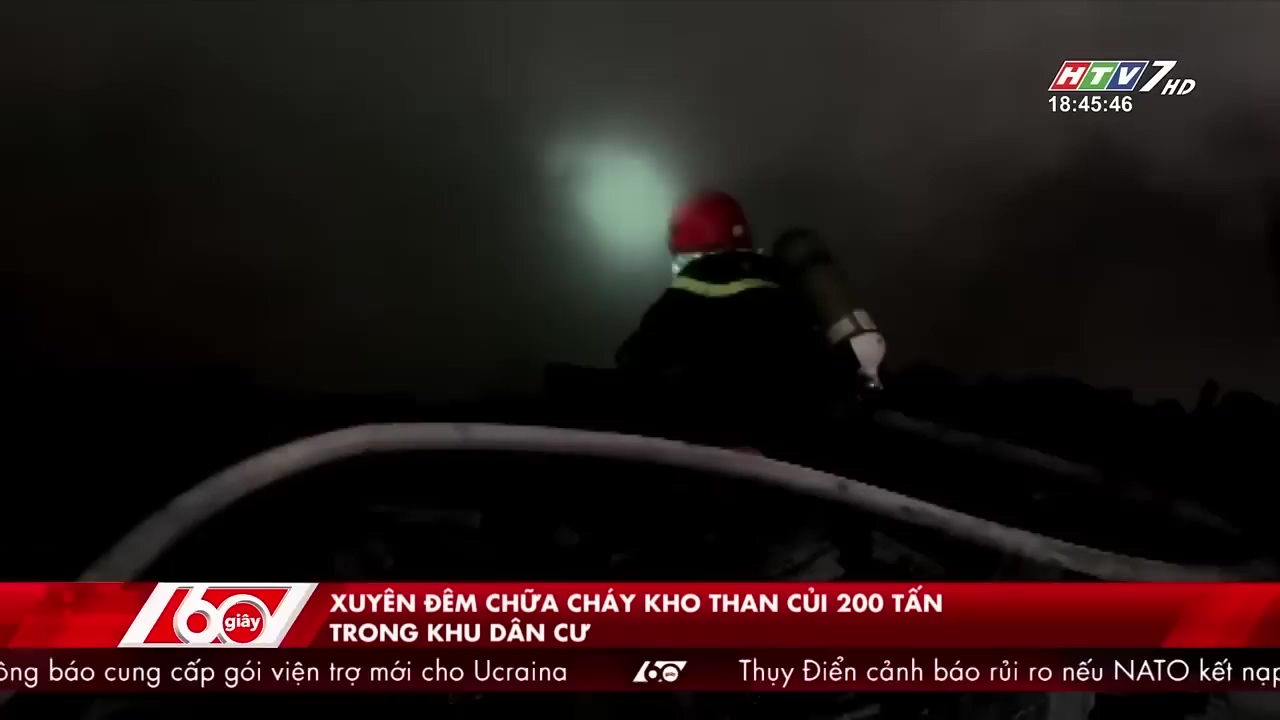 HTV7 HD
18:45:46
60 giây
XUYÊN ĐÊM CHỮA CHÁY KHO THAN CỦI 200 TẤN
TRONG KHU DÂN CƯ
ông báo cung cấp gói viện trợ mới cho Ucraina 60 giây Thụy Điển cảnh báo rủi ro nếu NATO kết nạp